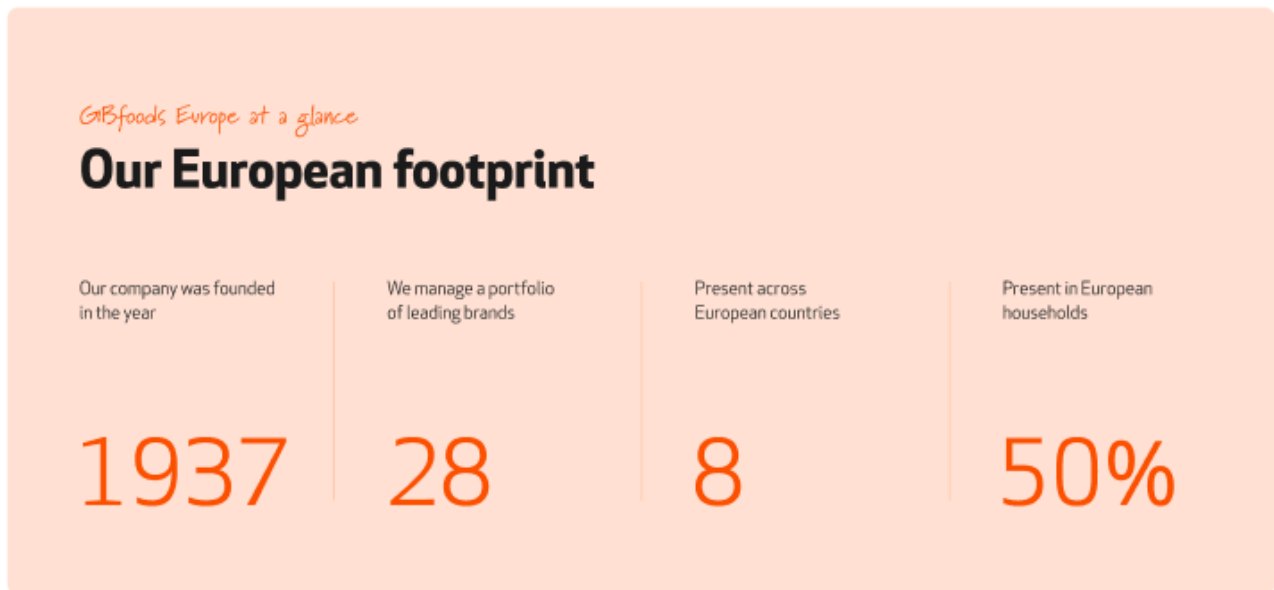 GBfoods Europe at a glance
Our European footprint
Our company was founded
in the year
1937
We manage a portfolio
of leading brands
28
Present across
European countries
8
Present in European
households
50%